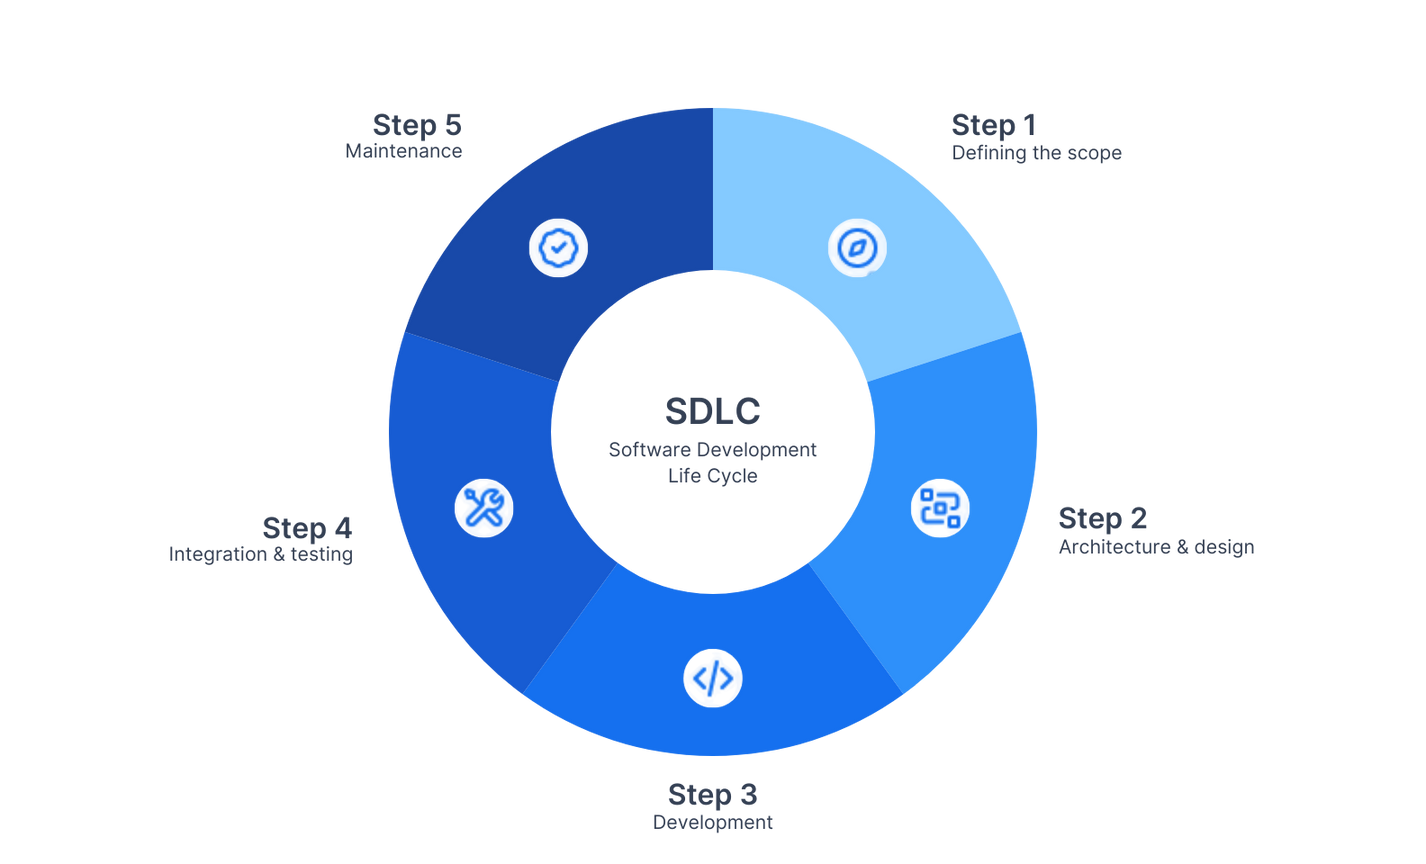 Step 1
Defining the scope
Step 2
Architecture & design
Step 3
Development
Step 4
Integration & testing
Step 5
Maintenance
SDLC
Software Development
Life Cycle